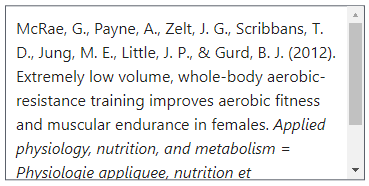 McRae, G., Payne, A., Zelt, J. G., Scribbans, T.
D., Jung, M. E., Little, J. P., & Gurd, B. J. (2012).
Extremely low volume, whole-body aerobic-
resistance training improves aerobic fitness
and muscular endurance in females. Applied
physiology, nutrition, and metabolism =
Physiologie appliquee, nutrition et